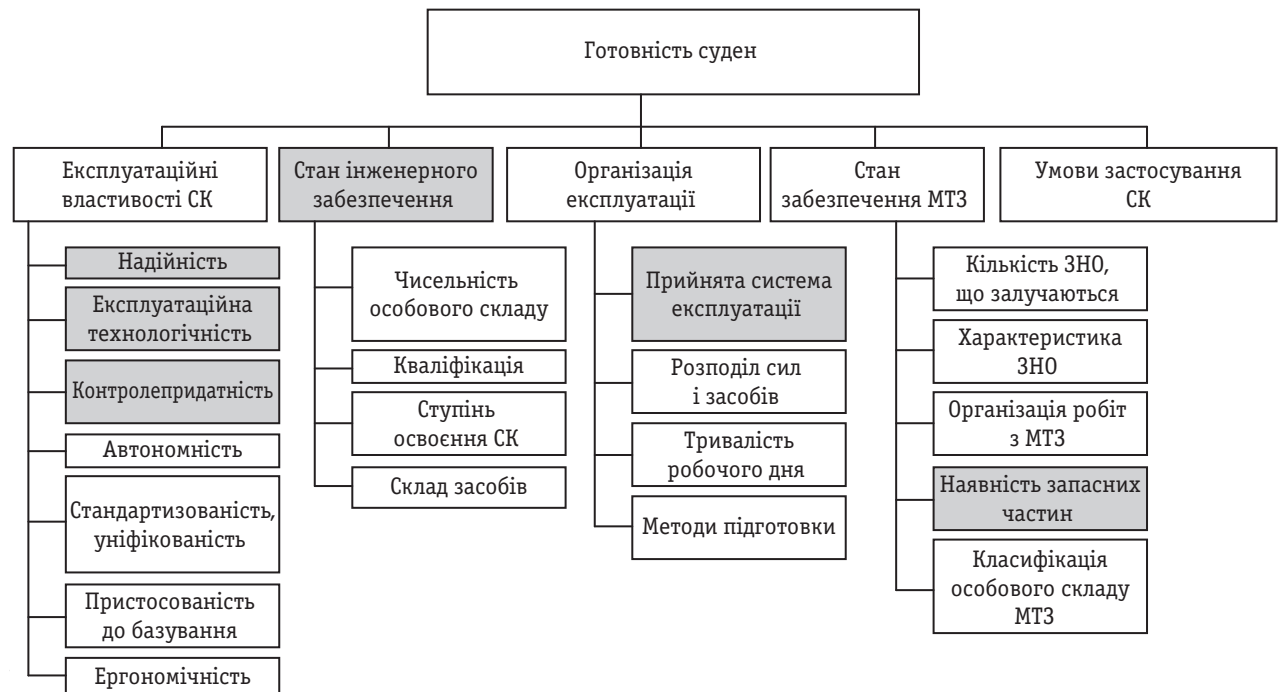 Готовність суден
Експлуатаційні
властивості СК
Стан інженерного
забезпечення
Організація
експлуатації
Стан
забезпечення МТЗ
Умови застосування
СК
Надійність
Експлуатаційна
технологічність
Контролепридатність
Автономність
Стандартизованість,
уніфікованість
Пристосованість
до базування
Ергономічність
Чисельність
особового складу
Кваліфікація
Ступінь
освоєння СК
Склад засобів
Прийнята система
експлуатації
Розподіл сил
і засобів
Тривалість
робочого дня
Методи підготовки
Кількість ЗНО,
що залучаються
Характеристика
ЗНО
Організація робіт
з МТЗ
Наявність запасних
частин
Класифікація
особового складу
МТЗ